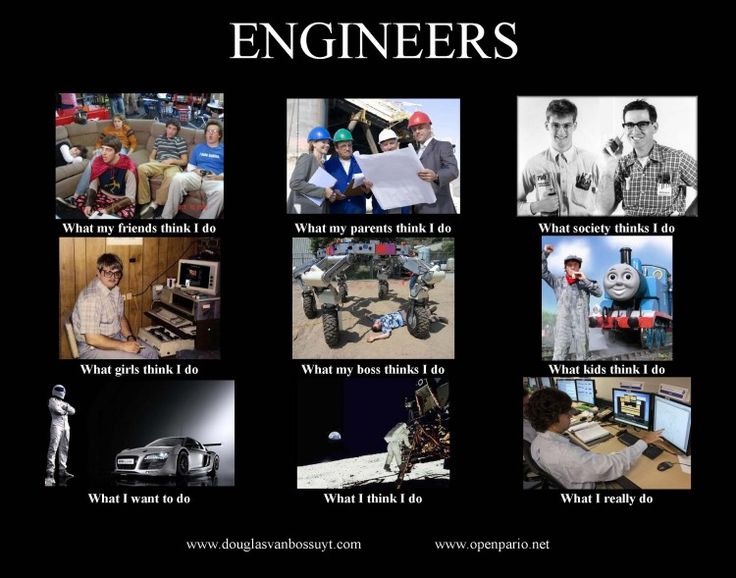 ENGINEERS
What my friends think I do
What my parents think I do
What society thinks I do
What girls think I do
What my boss thinks I do
What kids think I do
What I want to do
What I think I do
What I really do
www.douglasvanbossuyt.com
www.openpario.net